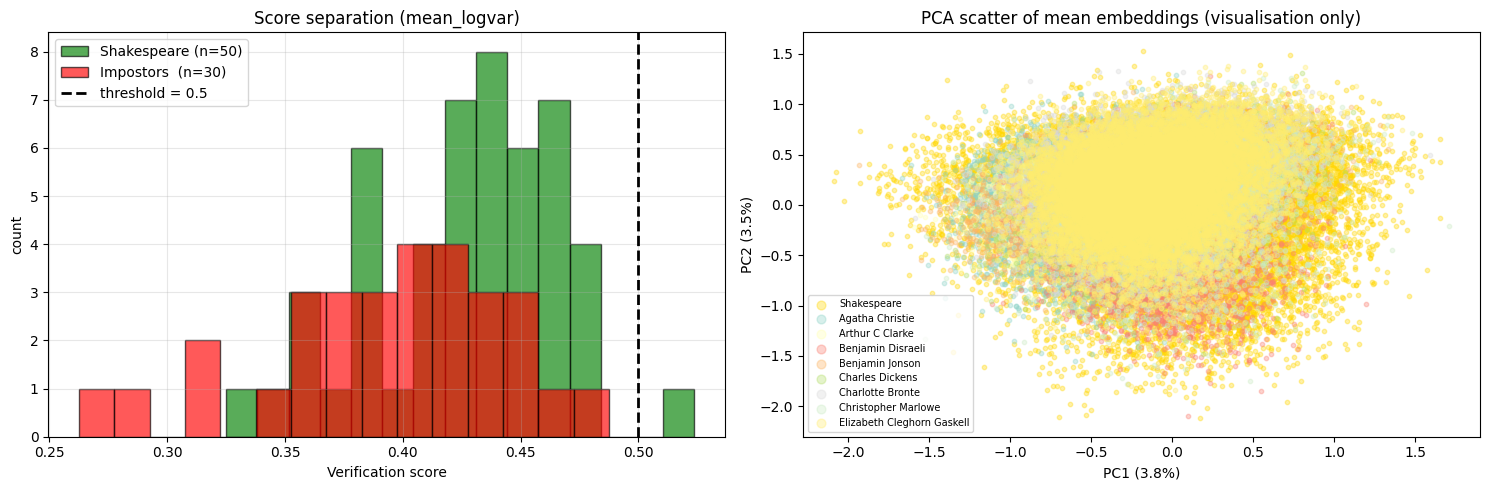 Score separation (mean_logvar)
Shakespeare (n=50)
Impostors (n=30)
threshold = 0.5
count
8
7
6
5
4
3
2
1
0
0.25
0.30
0.35
0.40
0.45
0.50
Verification score
PCA scatter of mean embeddings (visualisation only)
PC2 (3.5%)
1.5
1.0
0.5
0.0
−0.5
−1.0
−1.5
−2.0
Shakespeare
Agatha Christie
Arthur C Clarke
Benjamin Disraeli
Benjamin Jonson
Charles Dickens
Charlotte Bronte
Christopher Marlowe
Elizabeth Cleghorn Gaskell
−2.0
−1.5
−1.0
−0.5
0.0
0.5
1.0
1.5
PC1 (3.8%)